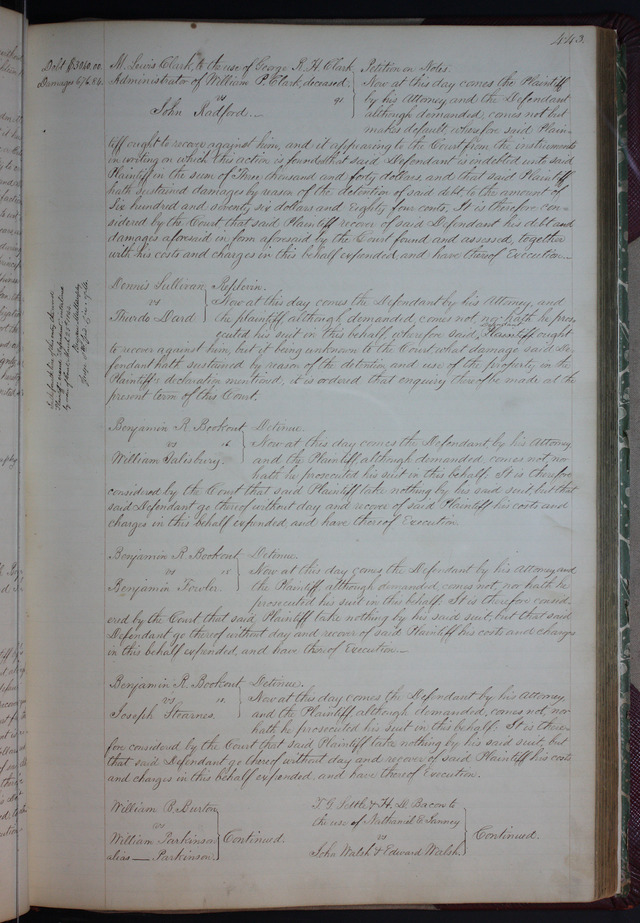 443.
Debt $3040.00.
Damages 676.84.
M. Lewis Clark, to the use of George R. H. Clark
Administrator of William P. Clark, deceased.
vs 91
John Radford.
Petition on Notes.
Now at this day comes the Plaintiff
by his Attorney and the Defendant
although demanded, comes not but
makes default, wherefore said Plain-
tiff ought to recover against him, and it appearing to the Court from the instruments
in writing on which this action is founded that said Defendant is indebted unto said
Plaintiff in the sum of Three thousand and forty dollars, and that said Plaintiff
hath sustained damages by reason of the detention of said debt to the amount of
Six hundred and seventy six dollars and Eighty four cents. It is therefore con-
sidered by the Court that said Plaintiff recover of said Defendant his debt and
damages aforesaid in form aforesaid by the Court found and assessed, together
with his costs and charges in this behalf expended and have thereof Execution.
Dennis Sullivan
vs
Thurdo Dard
Replevin.
Now at this day comes the Defendant by his Attorney, and
the plaintiff although demanded, comes not, nor hath he pros-
ecuted his suit in this behalf, wherefore said Plaintiff ought
to recover against him, but it being unknown to the Court what damage said De-
fendant hath sustained by reason of the detention and use of the property in the
Plaintiff's declaration mentioned, it is ordered that enquiry thereof be made at the
present term of this Court.
Benjamin R. Bookout
vs 16
William Salisbury.
Detinue.
Now at this day comes the Defendant by his Attorney
and the Plaintiff, although demanded, comes not, nor
hath he prosecuted his suit in this behalf. It is therefore
considered by the Court that said Plaintiff take nothing by his said suit, but that
said Defendant go thereof without day and recover of said Plaintiff his costs and
charges in this behalf expended and have thereof Execution
Benjamin R Bookout
vs 18
Benjamin Fowler.
Detinue.
Now at this day comes the Defendant by his Attorney and
the Plaintiff, although demanded, comes not, nor hath he
prosecuted his suit in this behalf. It is therefore consid-
ered by the Court that said Plaintiff take nothing by his said suit, but that said
Defendant go thereof without day and recover of said Plaintiff his costs and charges
in this behalf expended, and have thereof Execution
Benjamin R. Bookout
vs
Joseph Stearnes
Detinue.
Now at this day comes the Defendant by his Attorney,
and the Plaintiff, although demanded, comes not, nor
hath he prosecuted his suit in this behalf. It is there-
fore considered by the Court that said Plaintiff take nothing by his said suit, but
that said Defendant go thereof without day and recover of said Plaintiff his costs
and charges in this behalf expended, and have thereof Execution.
William B. Burton
vs
William Parkinson
alias — Parkinson.
Continued.
T G Settle & H. D. Bacon to
the use of Nathaniel E. Janney
vs
John Walsh & Edward Walsh.
Continued.